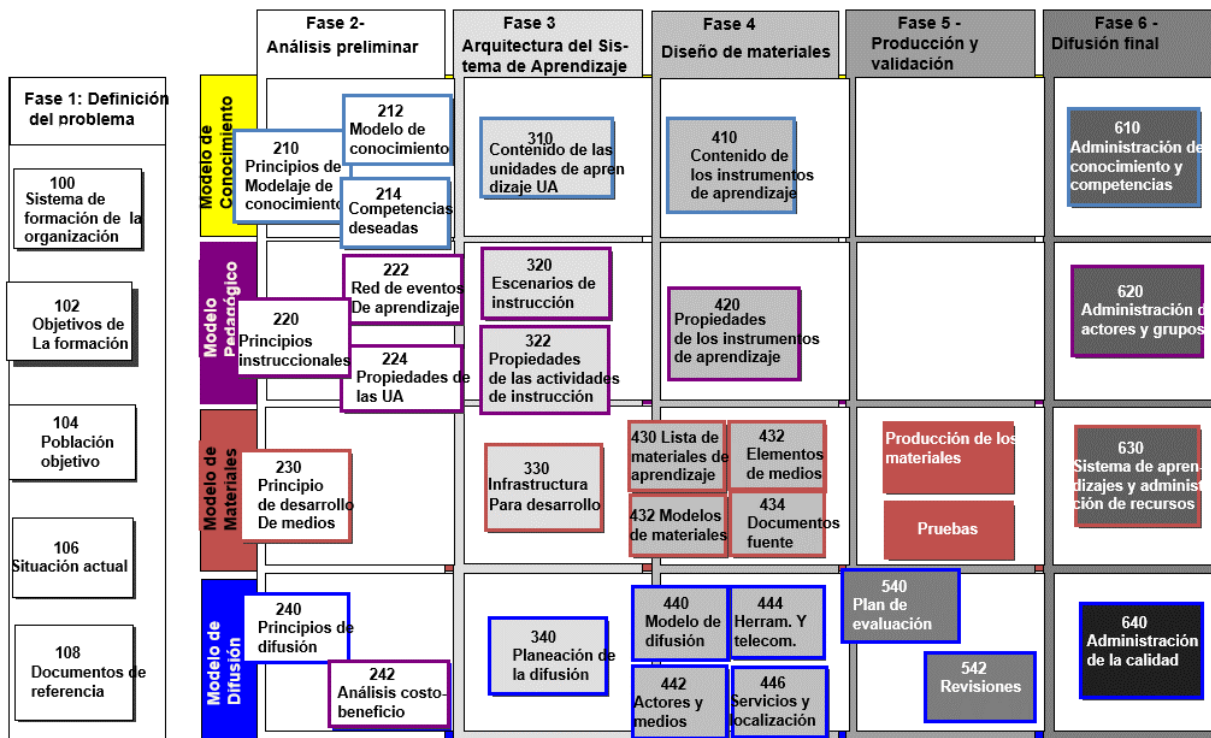 Fase 1: Definición
del problema
100
Sistema de
formación de la
organización
102
Objetivos de
La formación
104
Población
objetivo
106
Situación actual
108
Documentos de
referencia
Fase 2-
Análisis preliminar
Fase 3
Arquitectura del Sis-
tema de Aprendizaje
Fase 4
Diseño de materiales
Fase 5 -
Producción y
validación
Fase 6 -
Difusión final
Modelo de
Conocimiento
210
Principios de
Modelaje de
conocimiento
212
Modelo de
conocimiento
214
Competencias
deseadas
310
Contenido de las
unidades de apren
dizaje UA
410
Contenido de
los instrumentos
de aprendizaje
610
Administración de
conocimiento y
competencias
Modelo
Pedagógico
220
Principios
instruccionales
222
Red de eventos
De aprendizaje
224
Propiedades de
las UA
320
Escenarios de
instrucción
322
Propiedades
de las actividades
de instrucción
420
Propiedades
de los instrumentos
de aprendizaje
620
Administración d
actores y grupos
Modelo de
Materiales
230
Principio
de desarrollo
De medios
330
Infrastructura
Para desarrollo
430 Lista de
materiales de
aprendizaje
432
Elementos
de medios
432 Modelos
de materiales
434
Documentos
fuente
Producción de los
materiales
Pruebas
630
Sistema de apren-
dizajes y administ
ción de recursos
Modelo de
Difusión
240
Principios de
difusión
242
Análisis costo-
beneficio
340
Planeación de
la difusión
440
Modelo de
difusión
444
Herram. Y
telecom.
442
Actores y
medios
446
Servicios y
localización
540
Plan de
evaluación
542
Revisiones
640
Administración
de la calidad